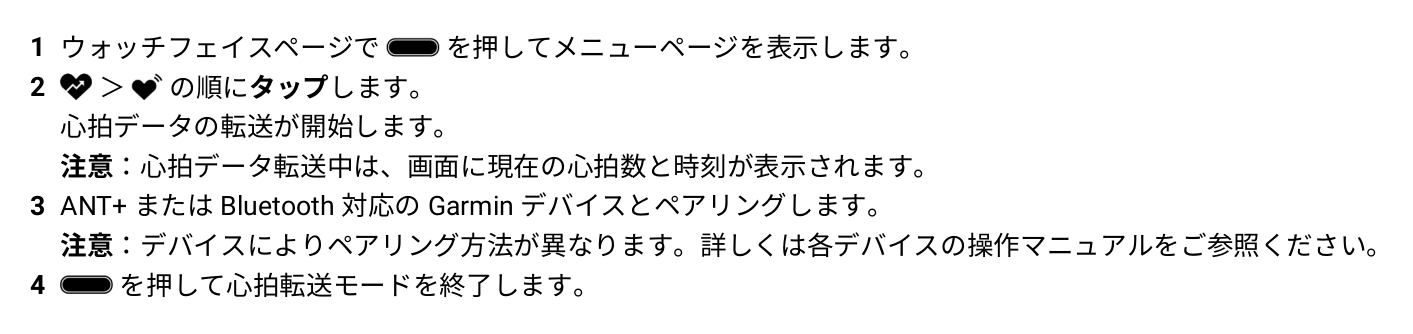 1 ウォッチフェイスページで を押してメニューページを表示します。
2 > の順にタップします。
心拍データの転送が開始します。
注意：心拍データ転送中は、画面に現在の心拍数と時刻が表示されます。
3 ANT+ または Bluetooth 対応の Garmin デバイスとペアリングします。
注意：デバイスによりペアリング方法が異なります。詳しくは各デバイスの操作マニュアルをご参照ください。
4 を押して心拍転送モードを終了します。